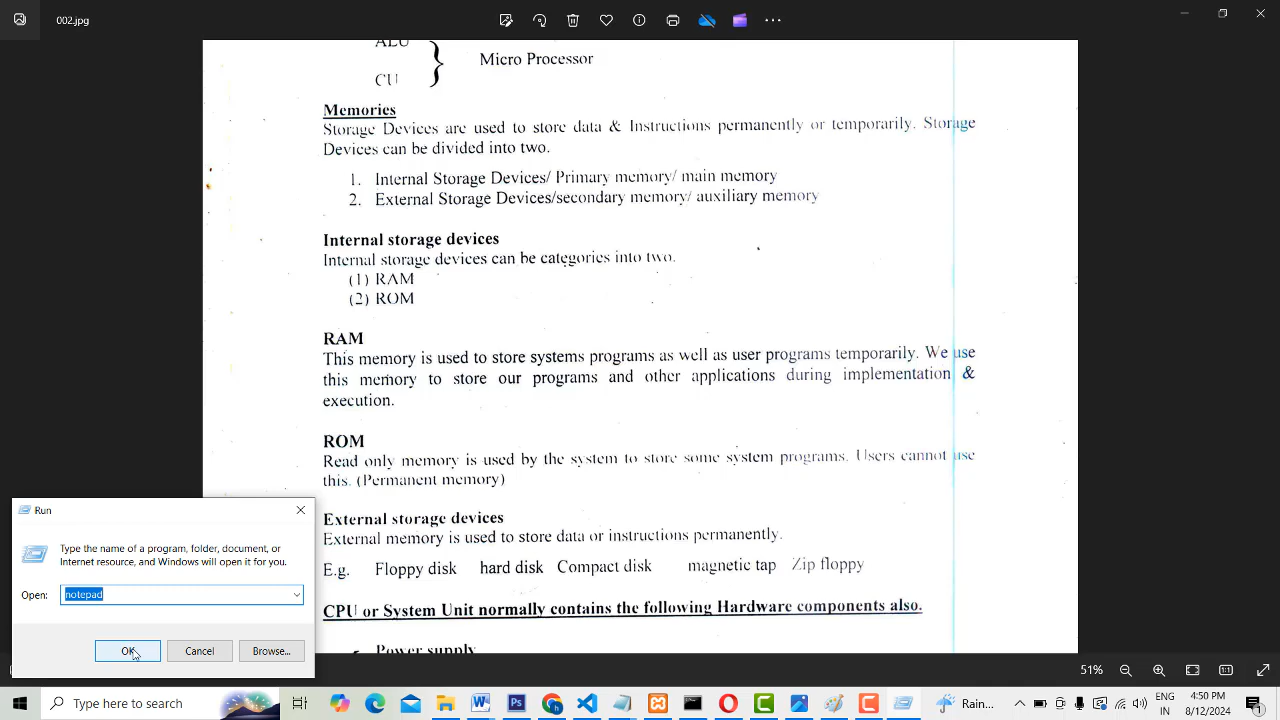 002.jpg
ALU
Micro Processor
CU
Memories
Storage Devices are used to store data & Instructions permanently or temporarily. Storage
Devices can be divided into two.
1. Internal Storage Devices/ Primary memory/ main memory
2. External Storage Devices/secondary memory/ auxiliary memory
Internal storage devices
Internal storage devices can be categories into two.
(1) RAM
(2) ROM
RAM
This memory is used to store systems programs as well as user programs temporarily. We use
this memory to store our programs and other applications during implementation &
execution.
ROM
Read only memory is used by the system to store some system programs. Users cannot use
this. (Permanent memory)
External storage devices
External memory is used to store data or instructions permanently.
E.g. Floppy disk hard disk Compact disk magnetic tap Zip floppy
CPU or System Unit normally contains the following Hardware components also.
Power supply
Run
Type the name of a program, folder, document, or
Internet resource, and Windows will open it for you.
Open: notepad
OK Cancel Browse...
51%
Type here to search
Rain...
ENG
IN
4:50 PM
8/12/2024